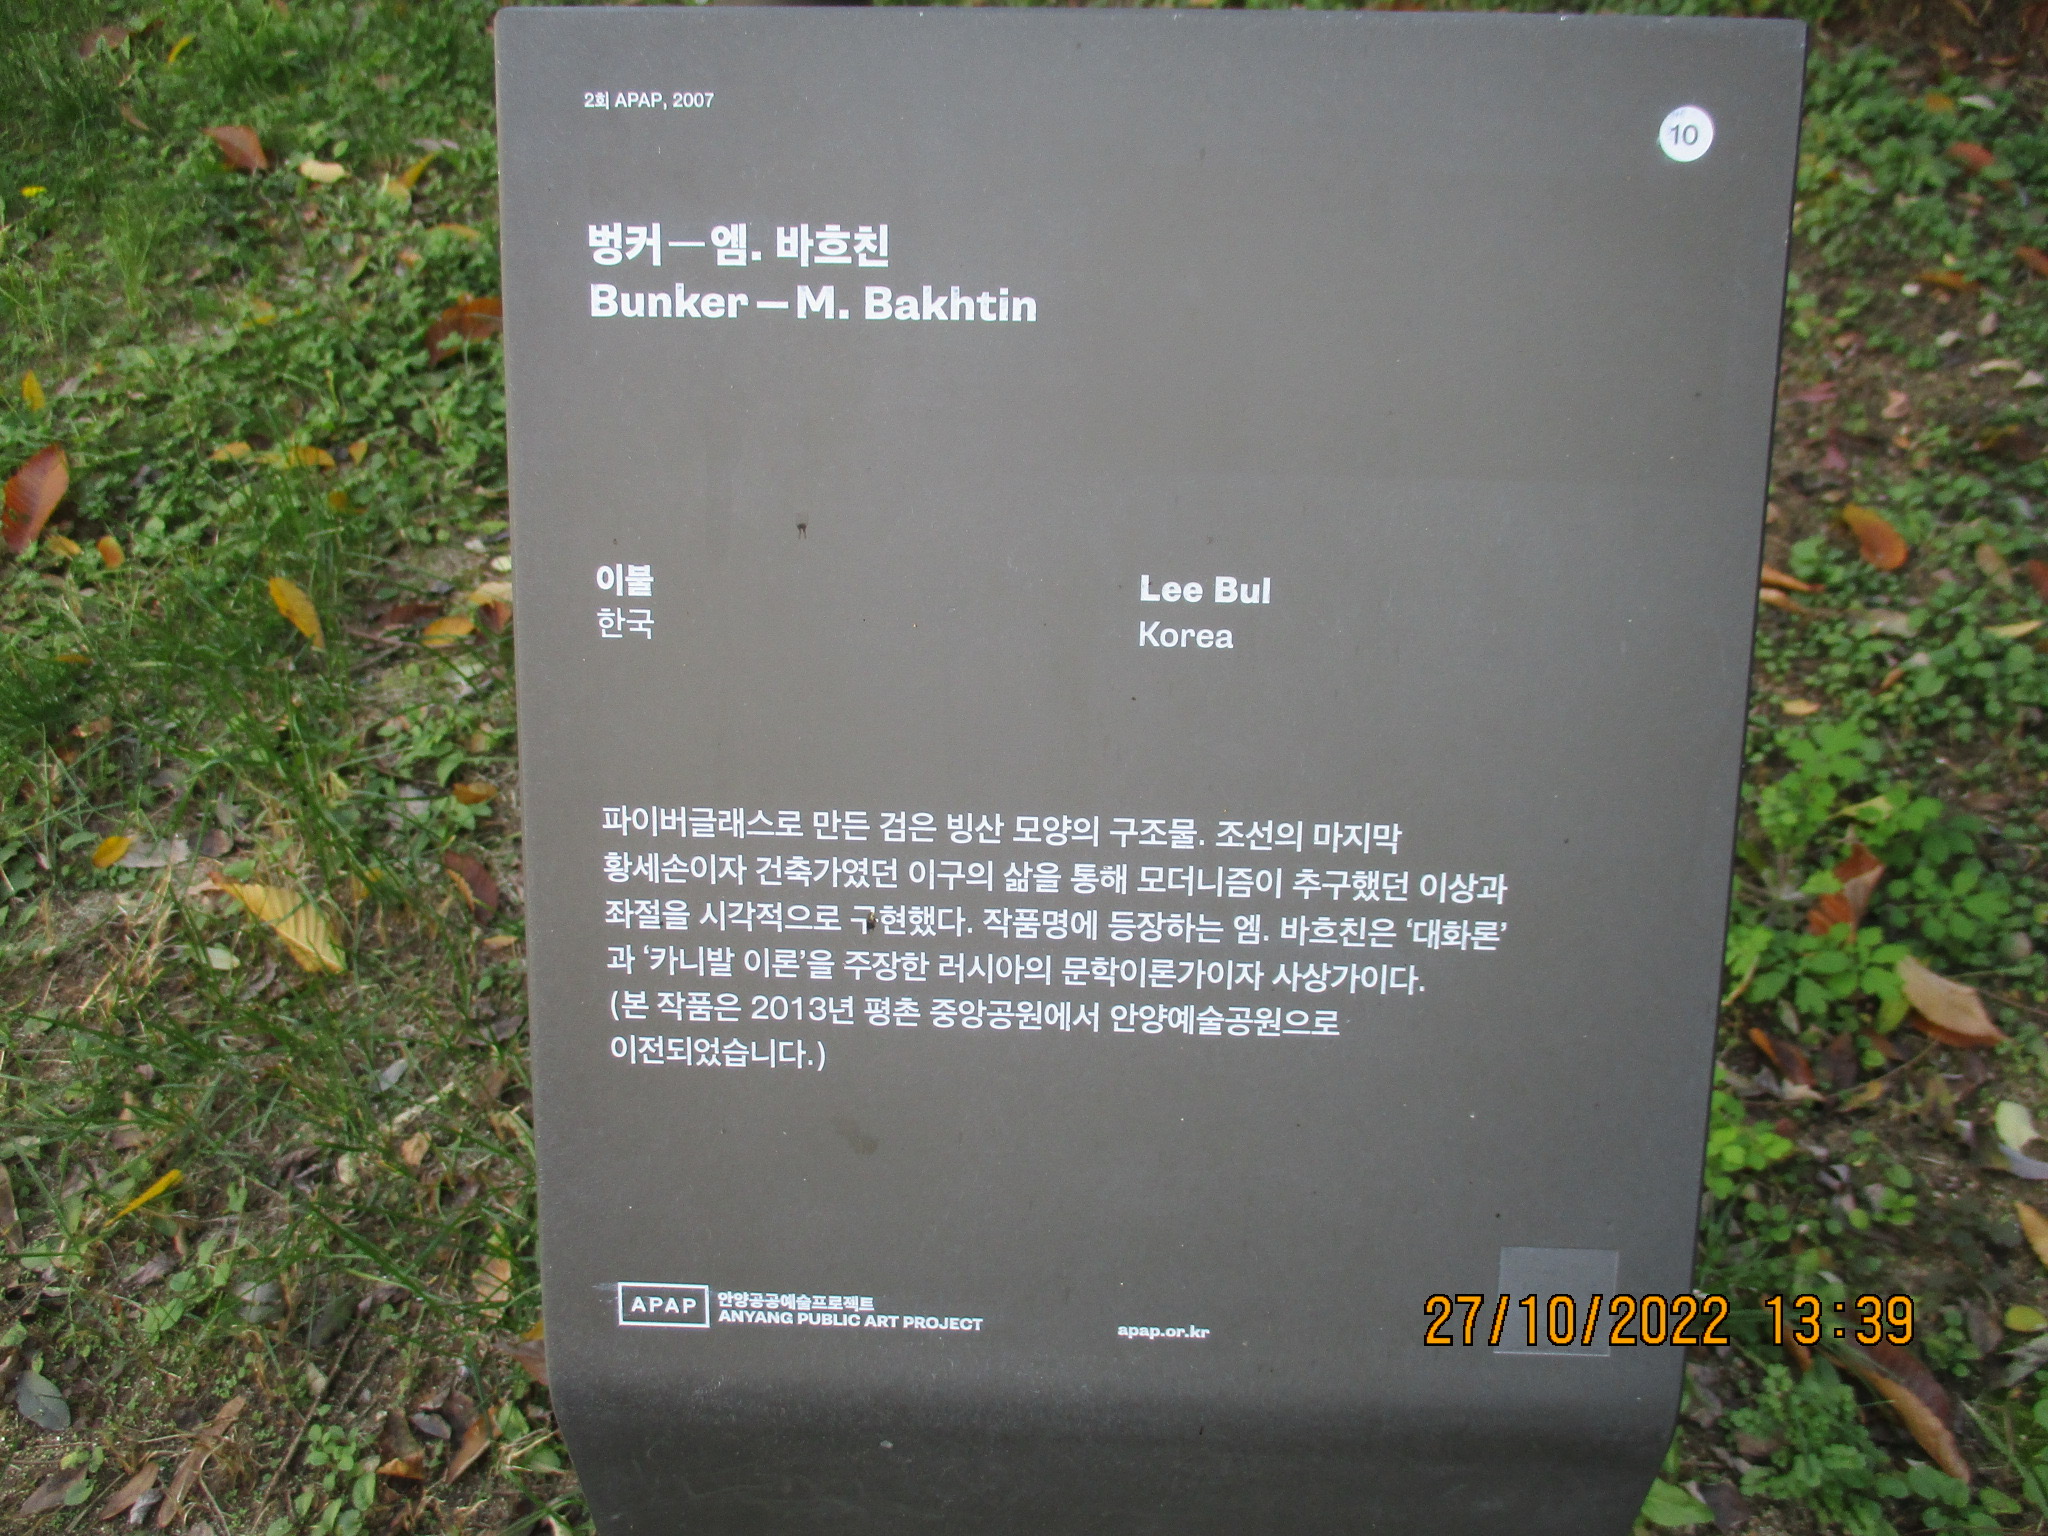 2회 APAP, 2007
10
벙커—엠. 바흐친
Bunker—M. Bakhtin
이불
한국
Lee Bul
Korea
파이버글래스로 만든 검은 빙산 모양의 구조물. 조선의 마지막
황세손이자 건축가였던 이구의 삶을 통해 모더니즘이 추구했던 이상과
좌절을 시각적으로 구현했다. 작품명에 등장하는 엠. 바흐친은 ‘대화론’
과 ‘카니발 이론’을 주장한 러시아의 문학이론가이자 사상가이다.
(본 작품은 2013년 평촌 중앙공원에서 안양예술공원으로
이전되었습니다.)
APAP
안양공공예술프로젝트
ANYANG PUBLIC ART PROJECT
apap.or.kr
27/10/2022 13:39